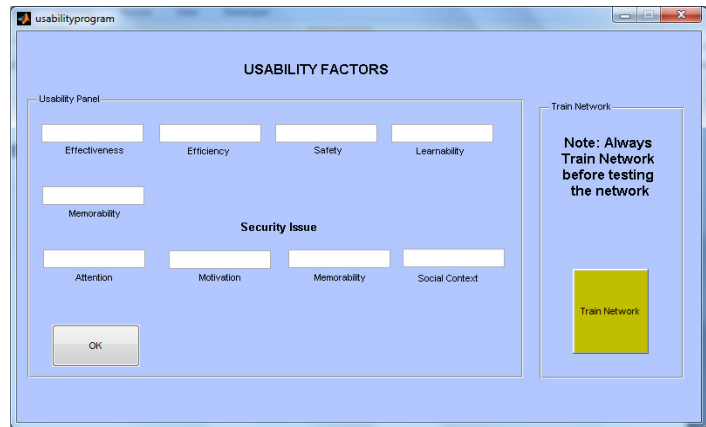 usabilityprogram
USABILITY FACTORS
Usability Panel
Effectiveness Efficiency Safety Learnability
Memorability
Security Issue
Attention Motivation Memorability Social Context
OK
Train Network
Note: Always
Train Network
before testing
the network
Train Network